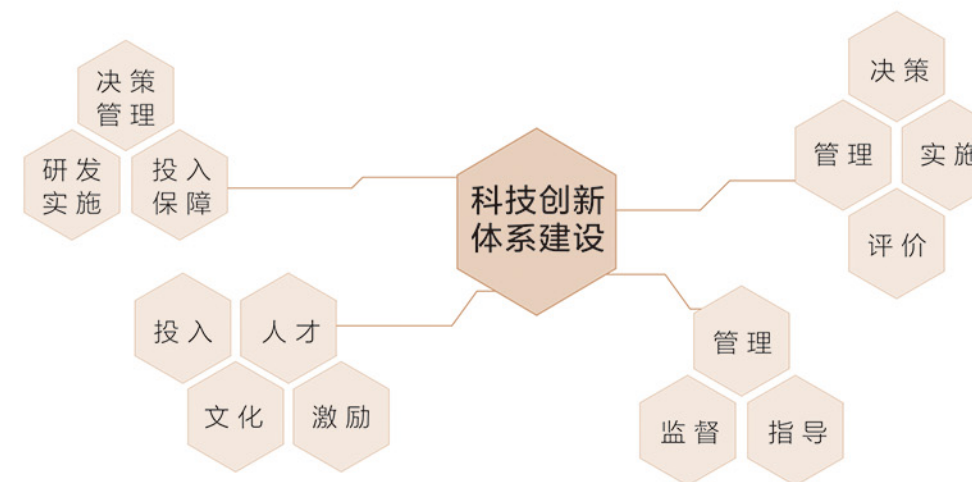 决策
管理
研发
实施
投入
保障
科技创新
体系建设
决策
管理
实施
评价
投入
人才
文化
激励
管理
监督
指导